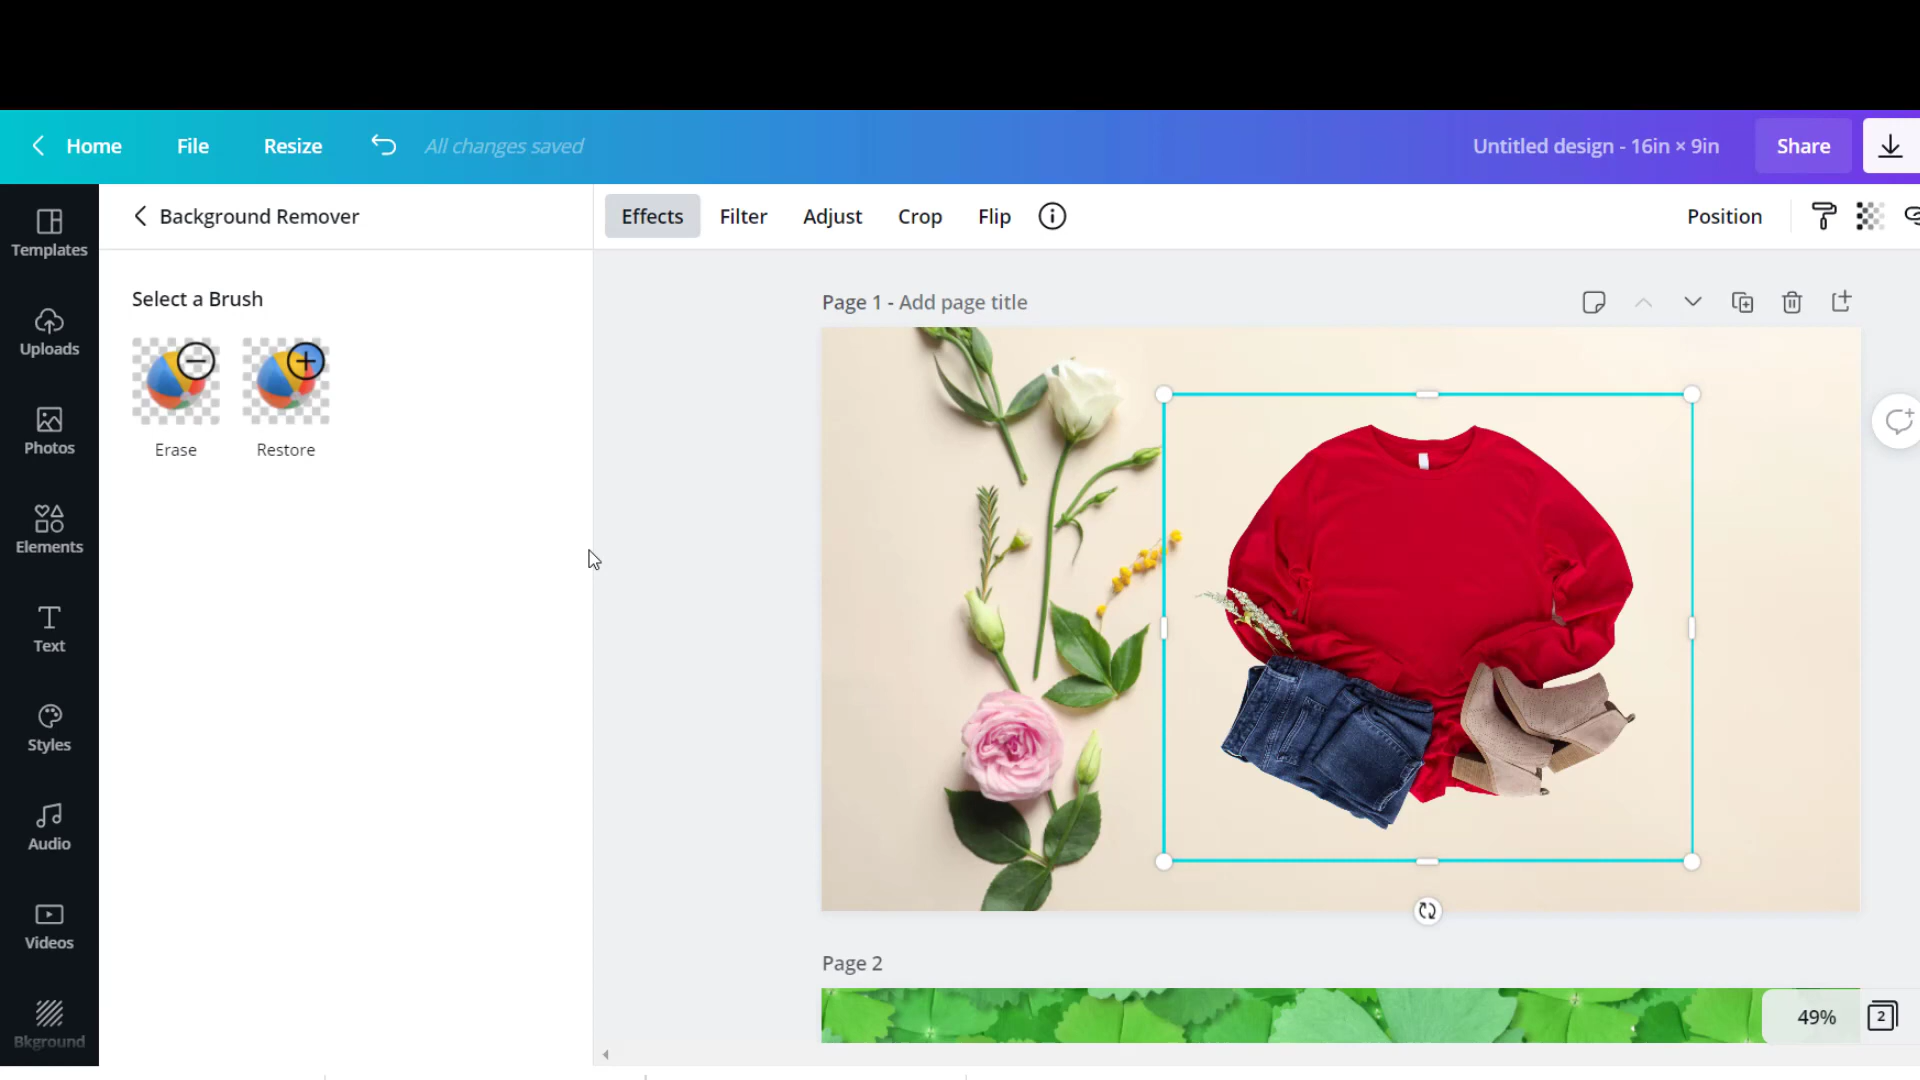 Home File Resize All changes saved Untitled design - 16in × 9in Share
Background Remover
Effects Filter Adjust Crop Flip Position
Templates
Uploads
Photos
Elements
Text
Styles
Audio
Videos
Bkground
Select a Brush
Erase Restore
Page 1 - Add page title
Page 2
49% 2